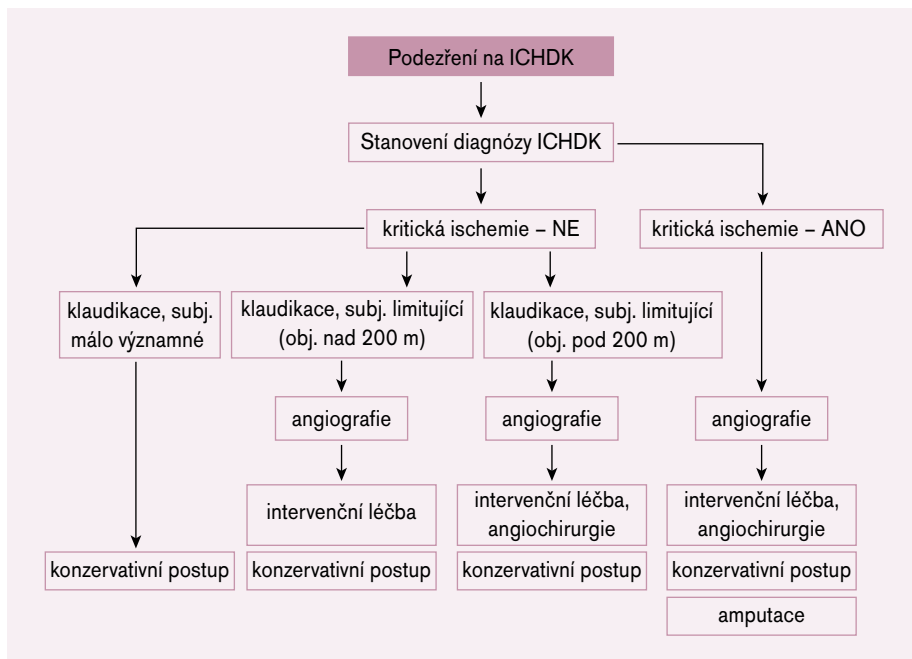 Podezření na ICHDK
Stanovení diagnózy ICHDK
kritická ischemie – NE
kritická ischemie – ANO
klaudikace, subj.
málo významné
klaudikace, subj. limitující
(obj. nad 200 m)
klaudikace, subj. limitující
(obj. pod 200 m)
angiografie
angiografie
angiografie
intervenční léčba
intervenční léčba,
angiochirurgie
intervenční léčba,
angiochirurgie
konzervativní postup
konzervativní postup
konzervativní postup
konzervativní postup
amputace